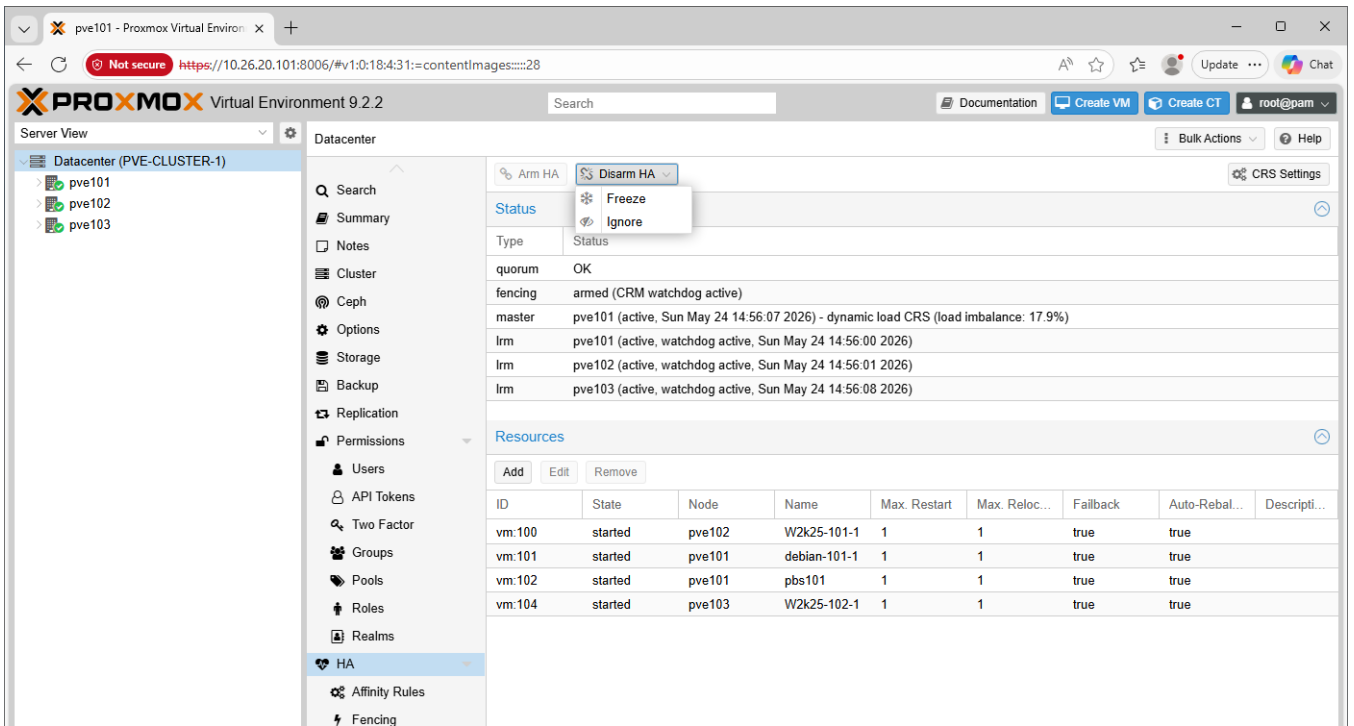 pve101 - Proxmox Virtual Environ
Not secure https://10.26.20.101:8006/#v1:0:18:4:31:=contentImages:::::28 Update Chat
PROXMOX Virtual Environment 9.2.2 Search Documentation Create VM Create CT root@pam
Server View
Datacenter (PVE-CLUSTER-1)
pve101
pve102
pve103
Datacenter Bulk Actions Help
Search
Summary
Notes
Cluster
Ceph
Options
Storage
Backup
Replication
Permissions
Users
API Tokens
Two Factor
Groups
Pools
Roles
Realms
HA
Affinity Rules
Fencing
Arm HA Disarm HA CRS Settings
Freeze
Ignore
Status
Type Status
quorum OK
fencing armed (CRM watchdog active)
master pve101 (active, Sun May 24 14:56:07 2026) - dynamic load CRS (load imbalance: 17.9%)
lrm pve101 (active, watchdog active, Sun May 24 14:56:00 2026)
lrm pve102 (active, watchdog active, Sun May 24 14:56:01 2026)
lrm pve103 (active, watchdog active, Sun May 24 14:56:08 2026)
Resources
Add Edit Remove
ID State Node Name Max. Restart Max. Reloc... Failback Auto-Rebal... Descripti...
vm:100 started pve102 W2k25-101-1 1 1 true true
vm:101 started pve101 debian-101-1 1 1 true true
vm:102 started pve101 pbs101 1 1 true true
vm:104 started pve103 W2k25-102-1 1 1 true true